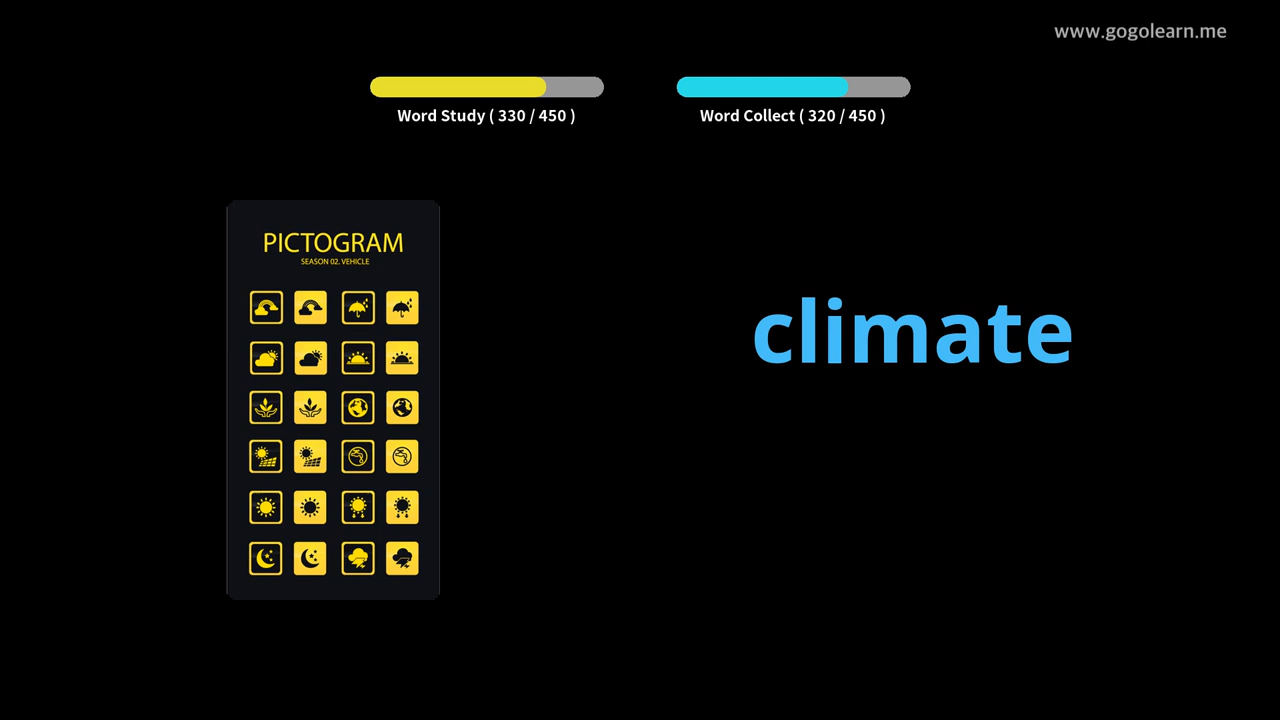 www.gogolearn.me
Word Study ( 330 / 450 )
Word Collect ( 320 / 450 )
PICTOGRAM
SEASON 02. VEHICLE
climate